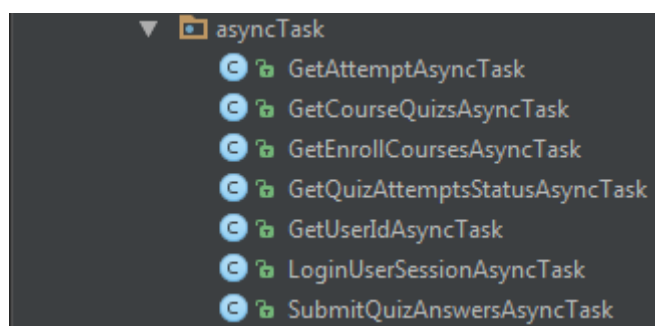 asyncTask
GetAttemptAsyncTask
GetCourseQuizsAsyncTask
GetEnrollCoursesAsyncTask
GetQuizAttemptsStatusAsyncTask
GetUserIdAsyncTask
LoginUserSessionAsyncTask
SubmitQuizAnswersAsyncTask